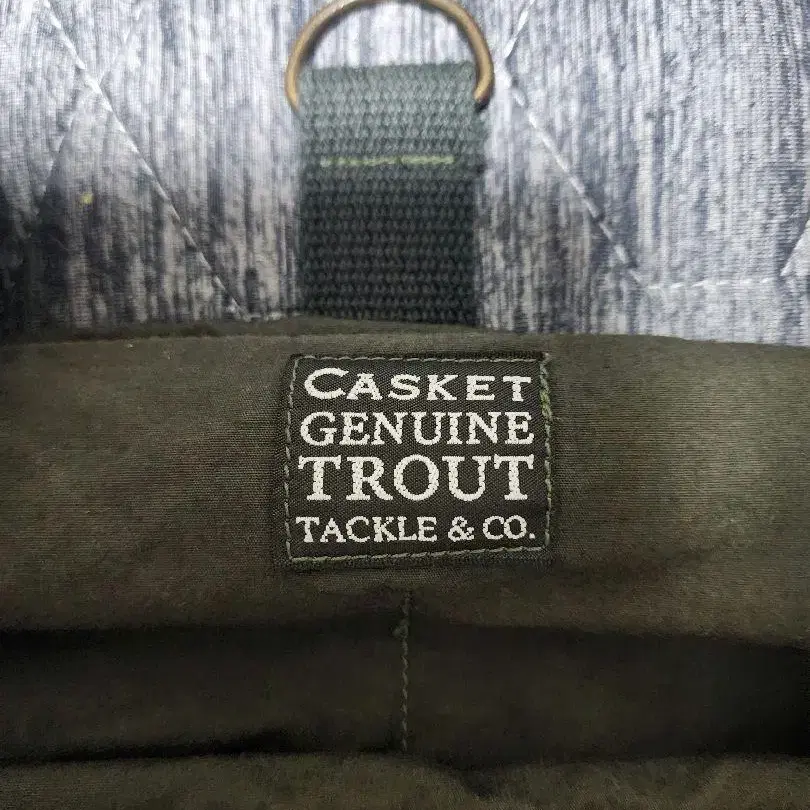 CASKET
GENUINE
TROUT
TACKLE & CO.